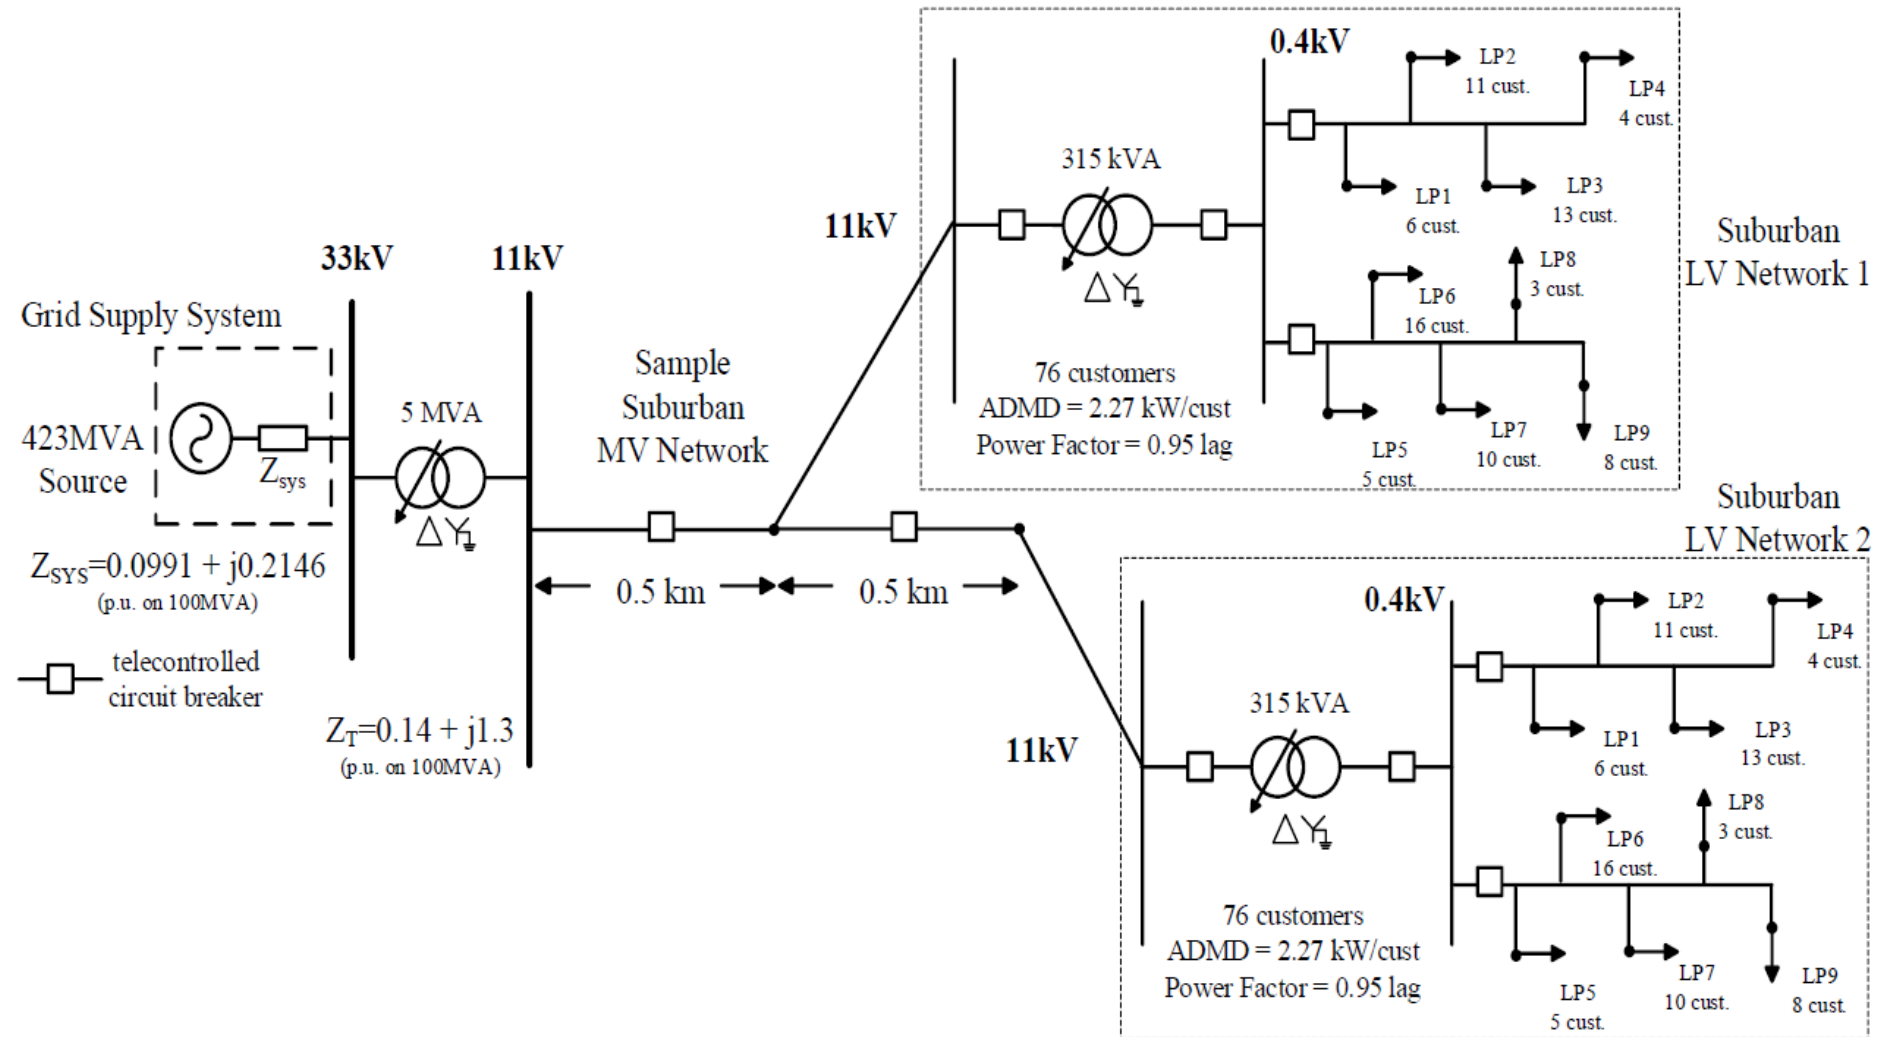 33kV
11kV
Grid Supply System
423MVA
Source
Zsys
5 MVA
Sample
Suburban
MV Network
0.5 km
0.5 km
ZSYS=0.0991 + j0.2146
(p.u. on 100MVA)
telecontrolled
circuit breaker
ZT=0.14 + j1.3
(p.u. on 100MVA)
11kV
315 kVA
0.4kV
LP2
11 cust.
LP4
4 cust.
LP1
6 cust.
LP3
13 cust.
LP6
16 cust.
LP8
3 cust.
LP5
5 cust.
LP7
10 cust.
LP9
8 cust.
76 customers
ADMD = 2.27 kW/cust
Power Factor = 0.95 lag
Suburban
LV Network 1
Suburban
LV Network 2
11kV
315 kVA
0.4kV
LP2
11 cust.
LP4
4 cust.
LP1
6 cust.
LP3
13 cust.
LP6
16 cust.
LP8
3 cust.
LP5
5 cust.
LP7
10 cust.
LP9
8 cust.
76 customers
ADMD = 2.27 kW/cust
Power Factor = 0.95 lag